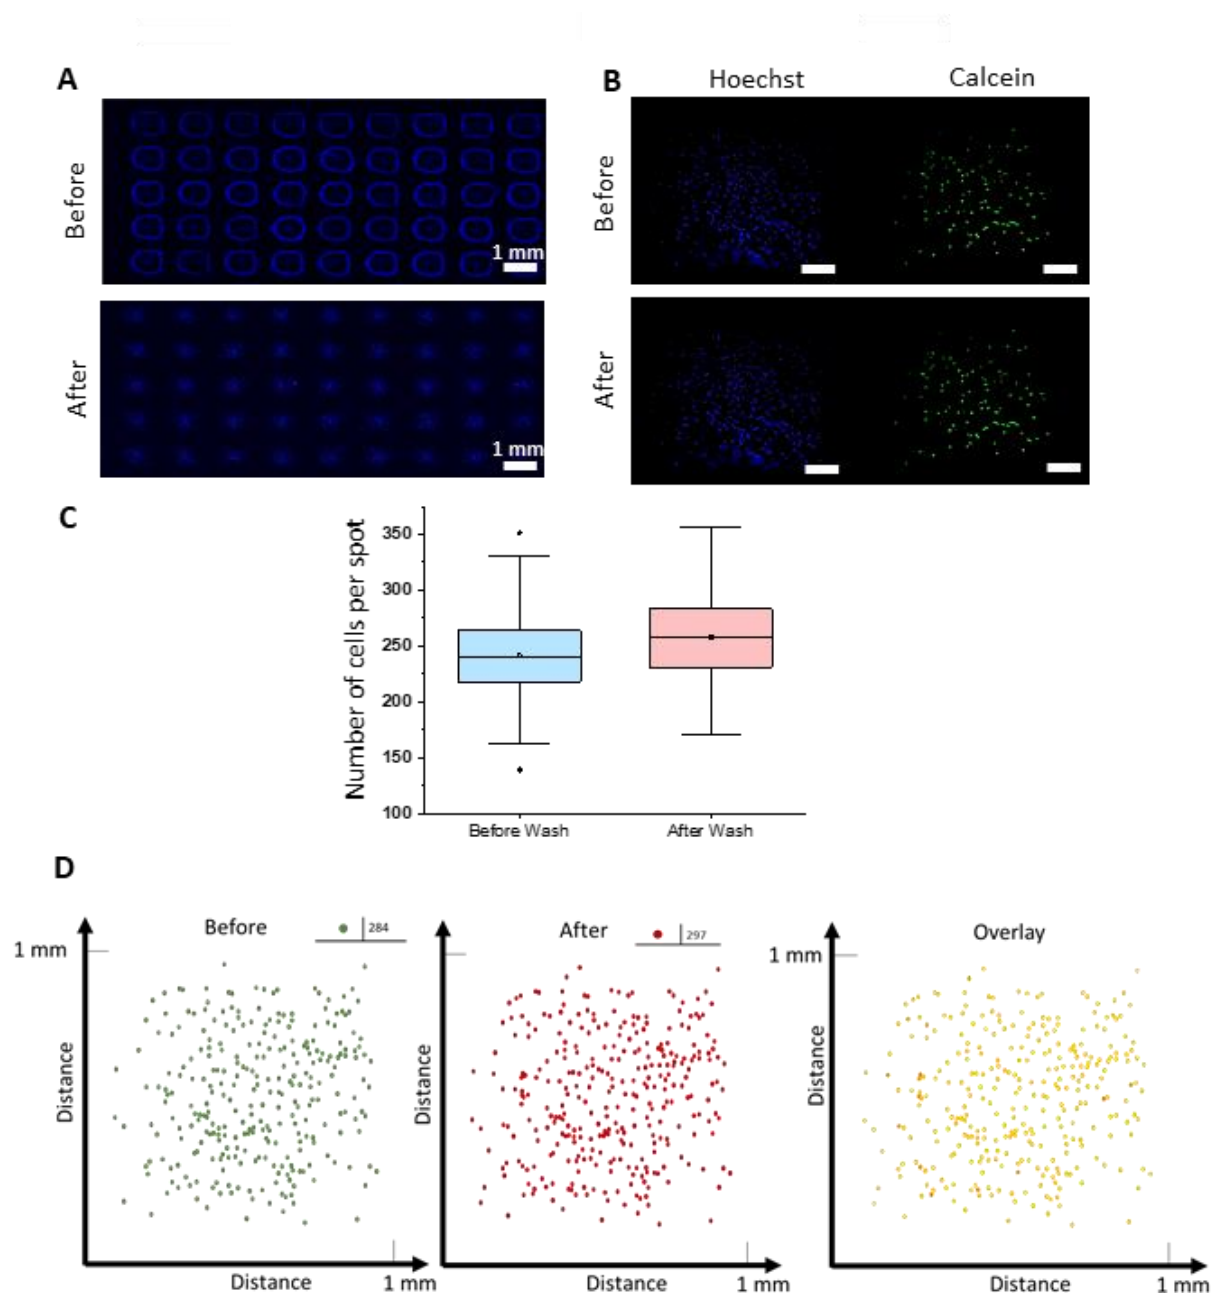 A
Before
1 mm
After
1 mm
B
Hoechst
Calcein
Before
After
C
Number of cells per spot
350
300
250
200
150
100
Before Wash
After Wash
D
Before
284
1 mm
Distance
Distance
1 mm
After
297
Distance
Distance
1 mm
Overlay
1 mm
Distance
Distance
1 mm